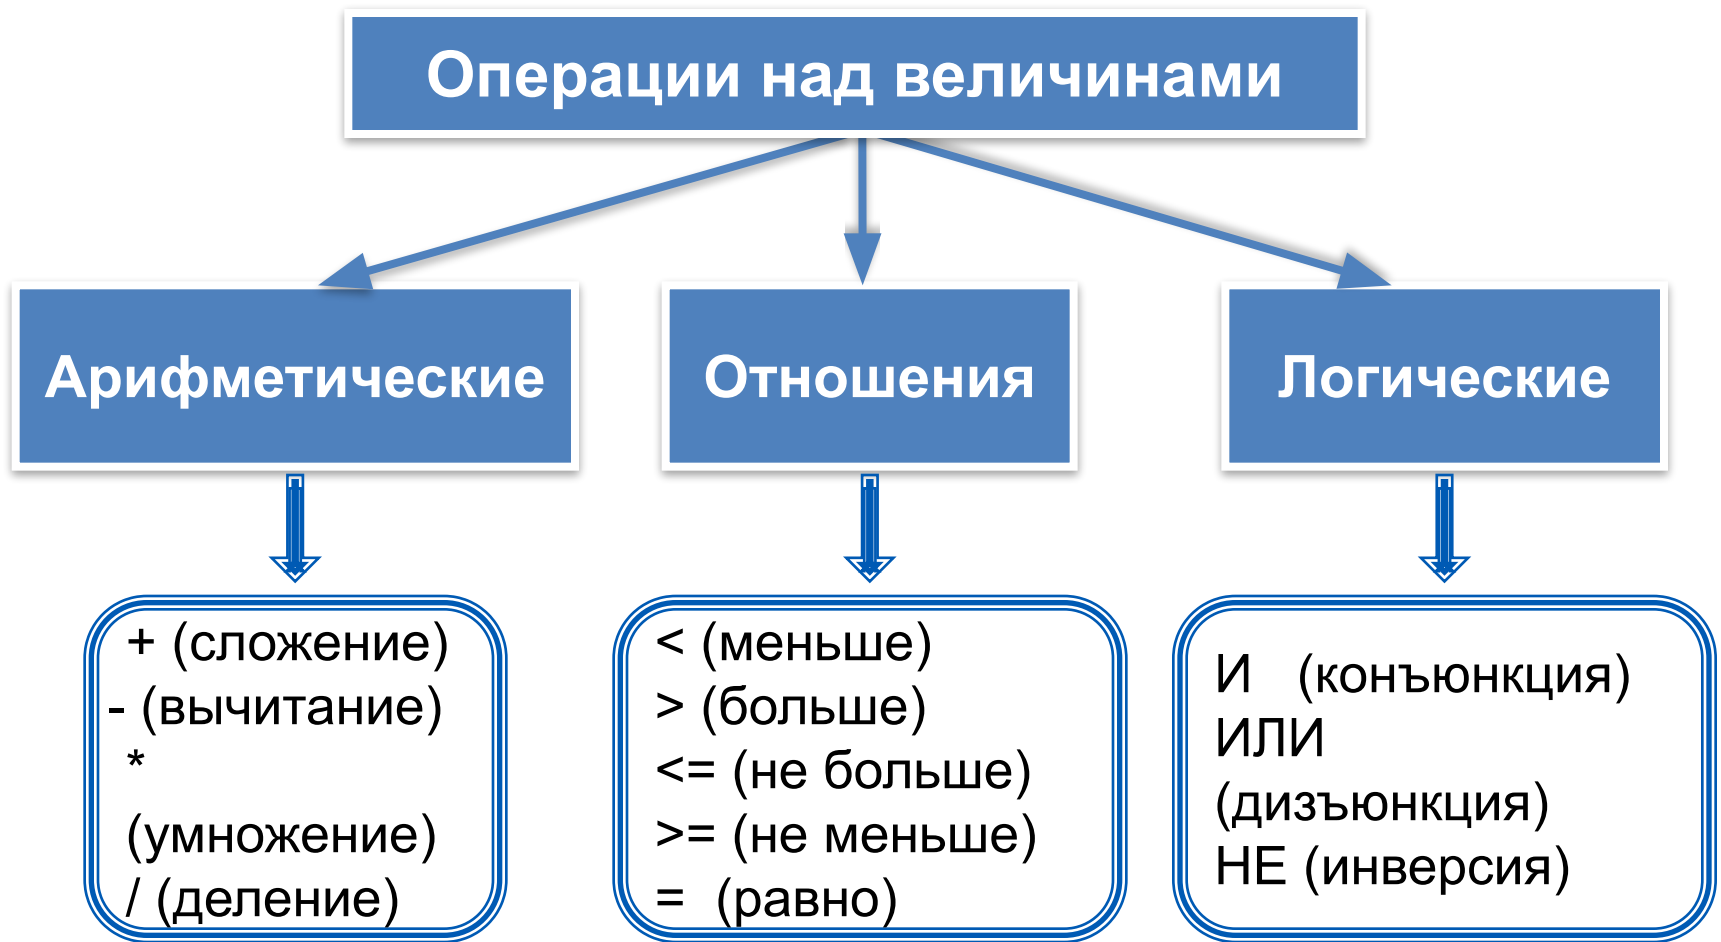 Операции над величинами
Арифметические
Отношения
Логические
+ (сложение)
- (вычитание)
*
(умножение)
/ (деление)
< (меньше)
> (больше)
<= (не больше)
>= (не меньше)
= (равно)
И (конъюнкция)
ИЛИ
(дизъюнкция)
НЕ (инверсия)